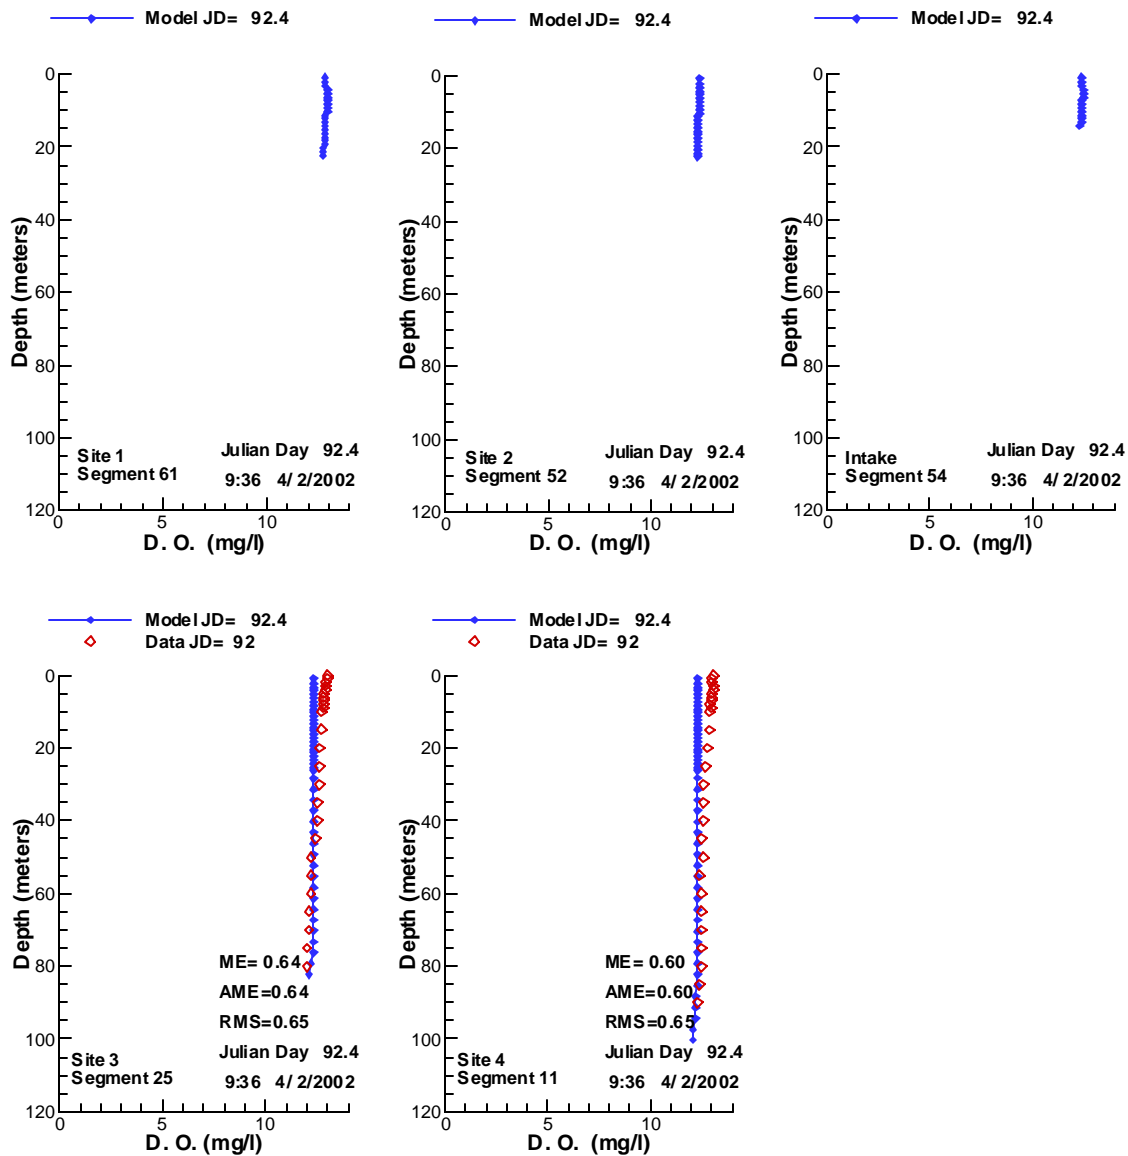 Model JD= 92.4
0
20
40
60
80
100
120
Depth (meters)
Site 1
Segment 61
Julian Day 92.4
9:36 4/ 2/2002
0 5 10
D. O. (mg/l)
Model JD= 92.4
0
20
40
60
80
100
120
Depth (meters)
Site 2
Segment 52
Julian Day 92.4
9:36 4/ 2/2002
0 5 10
D. O. (mg/l)
Model JD= 92.4
0
20
40
60
80
100
120
Depth (meters)
Intake
Segment 54
Julian Day 92.4
9:36 4/ 2/2002
0 5 10
D. O. (mg/l)
Model JD= 92.4
Data JD= 92
0
20
40
60
80
100
120
Depth (meters)
ME= 0.64
AME=0.64
RMS=0.65
Site 3
Segment 25
Julian Day 92.4
9:36 4/ 2/2002
0 5 10
D. O. (mg/l)
Model JD= 92.4
Data JD= 92
0
20
40
60
80
100
120
Depth (meters)
ME= 0.60
AME=0.60
RMS=0.65
Site 4
Segment 11
Julian Day 92.4
9:36 4/ 2/2002
0 5 10
D. O. (mg/l)